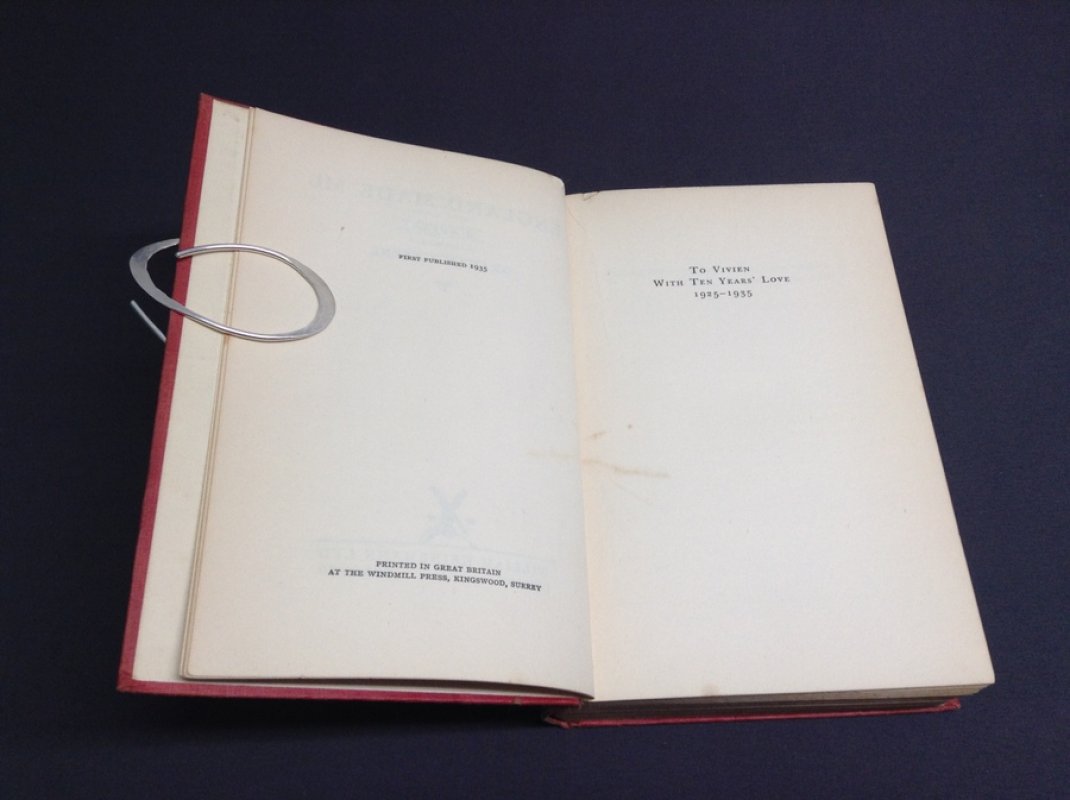 FIRST PUBLISHED 1935
PRINTED IN GREAT BRITAIN
AT THE WINDMILL PRESS, KINGSWOOD, SURREY
To Vivien
With Ten Years' Love
1925–1935